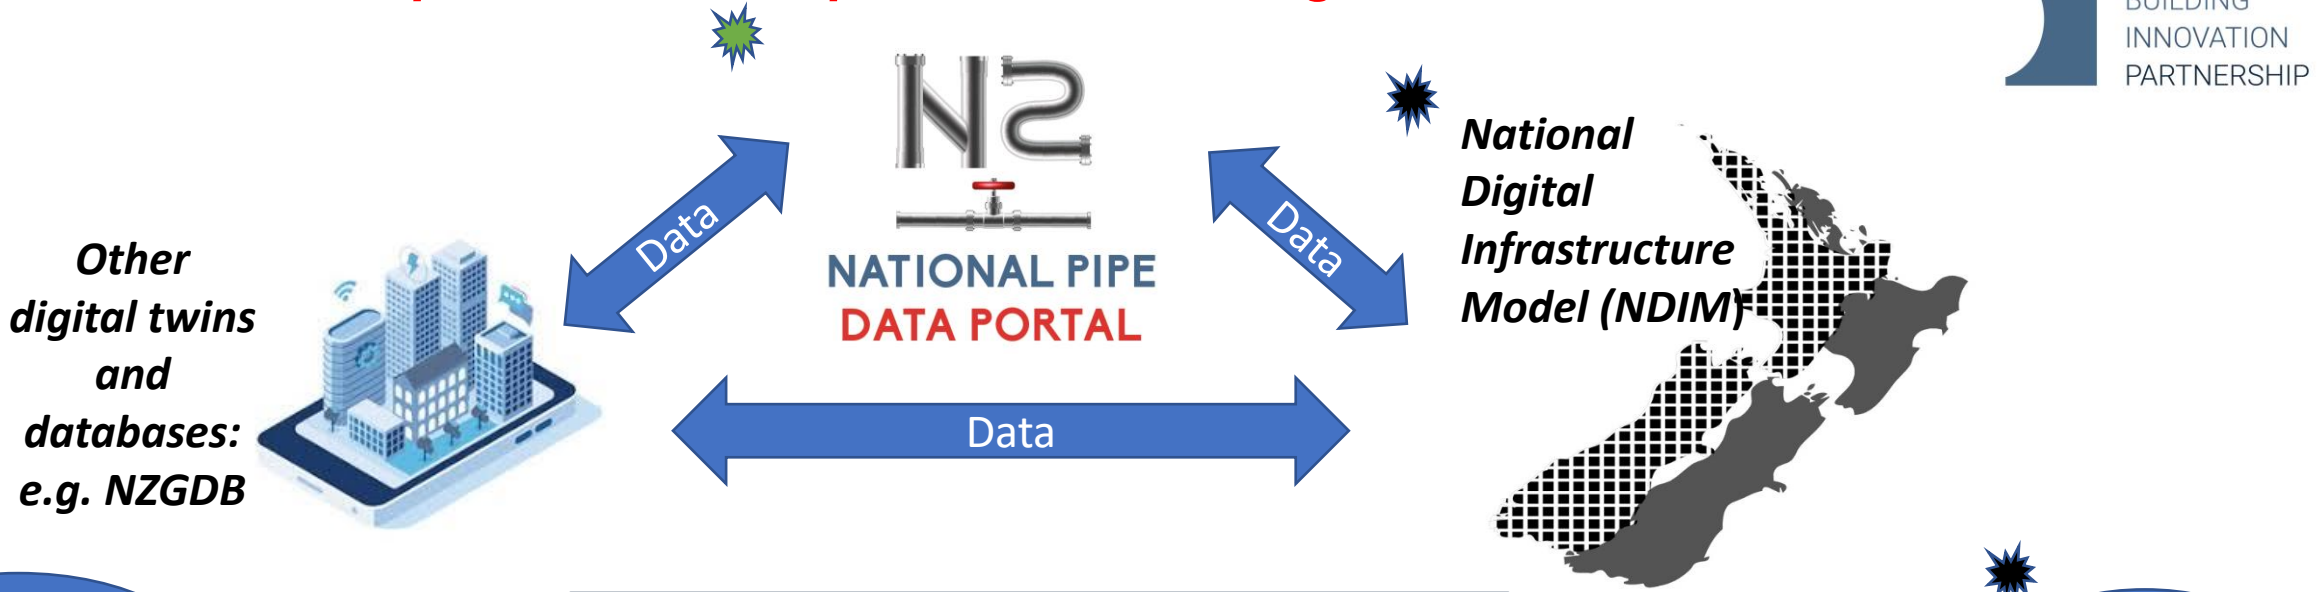 BUILDING
INNOVATION
PARTNERSHIP
NZ
NATIONAL PIPE
DATA PORTAL
National
Digital
Infrastructure
Model (NDIM)
Data
Data
Other
digital twins
and
databases:
e.g. NZGDB
Data